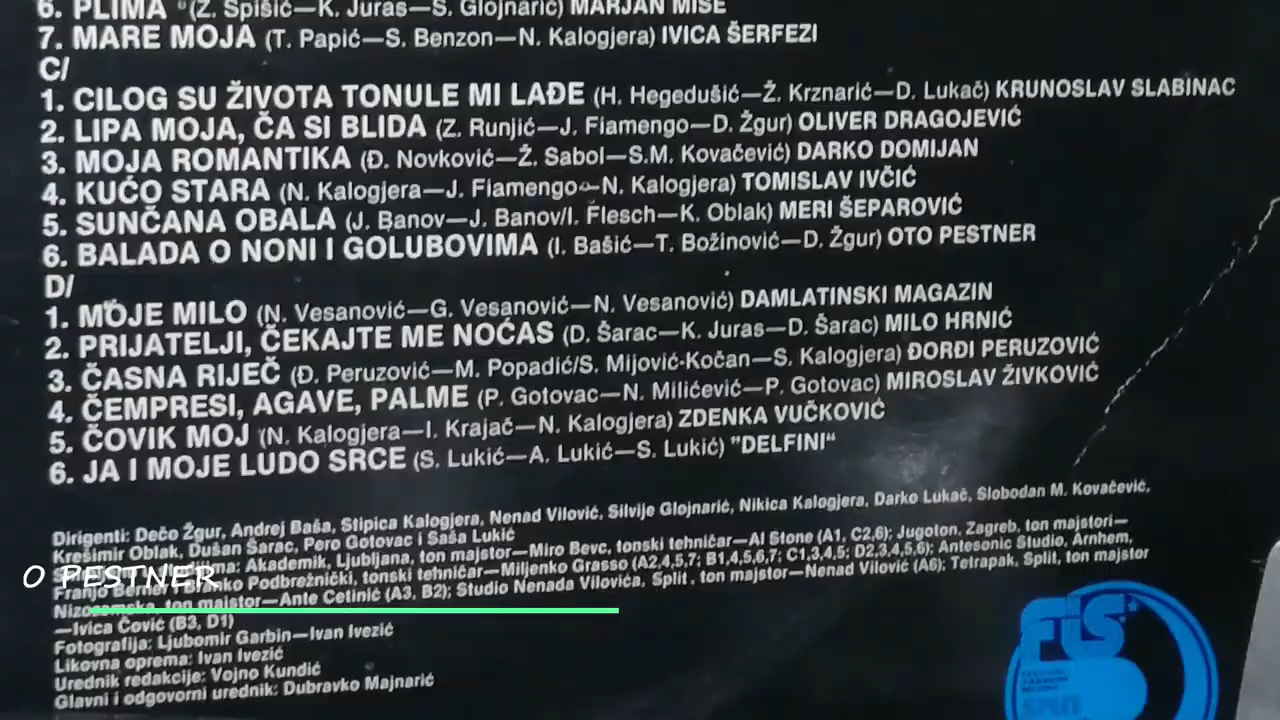 6. PLIMA (Z. Spišić—K. Juras—S. Glojnarić) MARJAN MIŠE
7. MARE MOJA (T. Papić—S. Benzon—N. Kalogjera) IVICA ŠERFEZI
C/
1. CILOG SU ŽIVOTA TONULE MI LAĐE (H. Hegedušić—Ž. Krznarić—D. Lukač) KRUNOSLAV SLABINAC
2. LIPA MOJA, ČA SI BLIDA (Z. Runjić—J. Fiamengo—D. Žgur) OLIVER DRAGOJEVIĆ
3. MOJA ROMANTIKA (Đ. Novković—Ž. Sabol—S.M. Kovačević) DARKO DOMIJAN
4. KUĆO STARA (N. Kalogjera—J. Fiamengo—N. Kalogjera) TOMISLAV IVČIĆ
5. SUNČANA OBALA (J. Banov—J. Banov/I. Flesch—K. Oblak) MERI ŠEPAROVIĆ
6. BALADA O NONI I GOLUBOVIMA (I. Bašić—T. Božinović—D. Žgur) OTO PESTNER
D/
1. MOJE MILO (N. Vesanović—G. Vesanović—N. Vesanović) DAMLATINSKI MAGAZIN
2. PRIJATELJI, ČEKAJTE ME NOĆAS (D. Šarac—K. Juras—D. Šarac) MILO HRNIĆ
3. ČASNA RIJEČ (Đ. Peruzović—M. Popadić/S. Mijović-Kočan—S. Kalogjera) ĐORĐI PERUZOVIĆ
4. ČEMPRESI, AGAVE, PALME (P. Gotovac—N. Milićević—P. Gotovac) MIROSLAV ŽIVKOVIĆ
5. ČOVIK MOJ (N. Kalogjera—I. Krajač—N. Kalogjera) ZDENKA VUČKOVIĆ
6. JA I MOJE LUDO SRCE (S. Lukić—A. Lukić—S. Lukić) "DELFINI"
Dirigenti: Dečo Žgur, Andrej Baša, Stipica Kalogjera, Nenad Vilović, Silvije Glojnarić, Nikica Kalogjera, Darko Lukač, Slobodan M. Kovačević,
Krešimir Oblak, Dušan Šarac, Pero Gotovac i Saša Lukić
Akademik, Ljubljana, ton majstor—Miro Bevc, tonski tehničar—Al Stone (A1, C2,6); Jugoton, Zagreb, ton majstori—
Franjo Berner i Branko Podbrežnički, tonski tehničar—Miljenko Grasso (A2,4,5,7; B1,4,5,6,7; C1,3,4,5; D2,3,4,5,6); Antesonic Studio, Arnhem,
Nizozemska, ton majstor—Ante Cetinić (A3, B2); Studio Nenada Vilovića, Split, ton majstor—Nenad Vilović (A6); Tetrapak, Split, ton majstor
—Ivica Čović (B3, D1)
O PESTNER
Fotografija: Ljubomir Garbin—Ivan Ivezić
Likovna oprema: Ivan Ivezić
Urednik redakcije: Vojno Kundić
Glavni i odgovorni urednik: Dubravko Majnarić
FIS
SPLIT